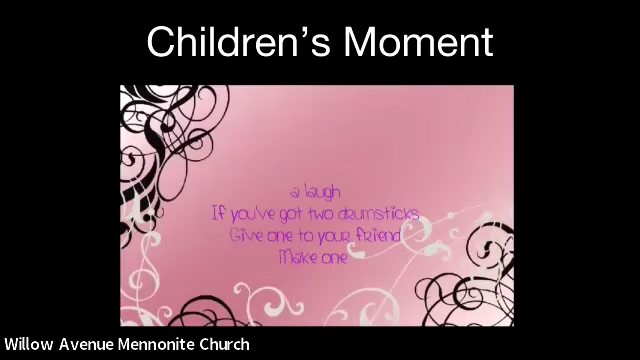 Children's Moment
a laugh
If you've got two drumsticks
Give one to your friend
Make one
Willow Avenue Mennonite Church